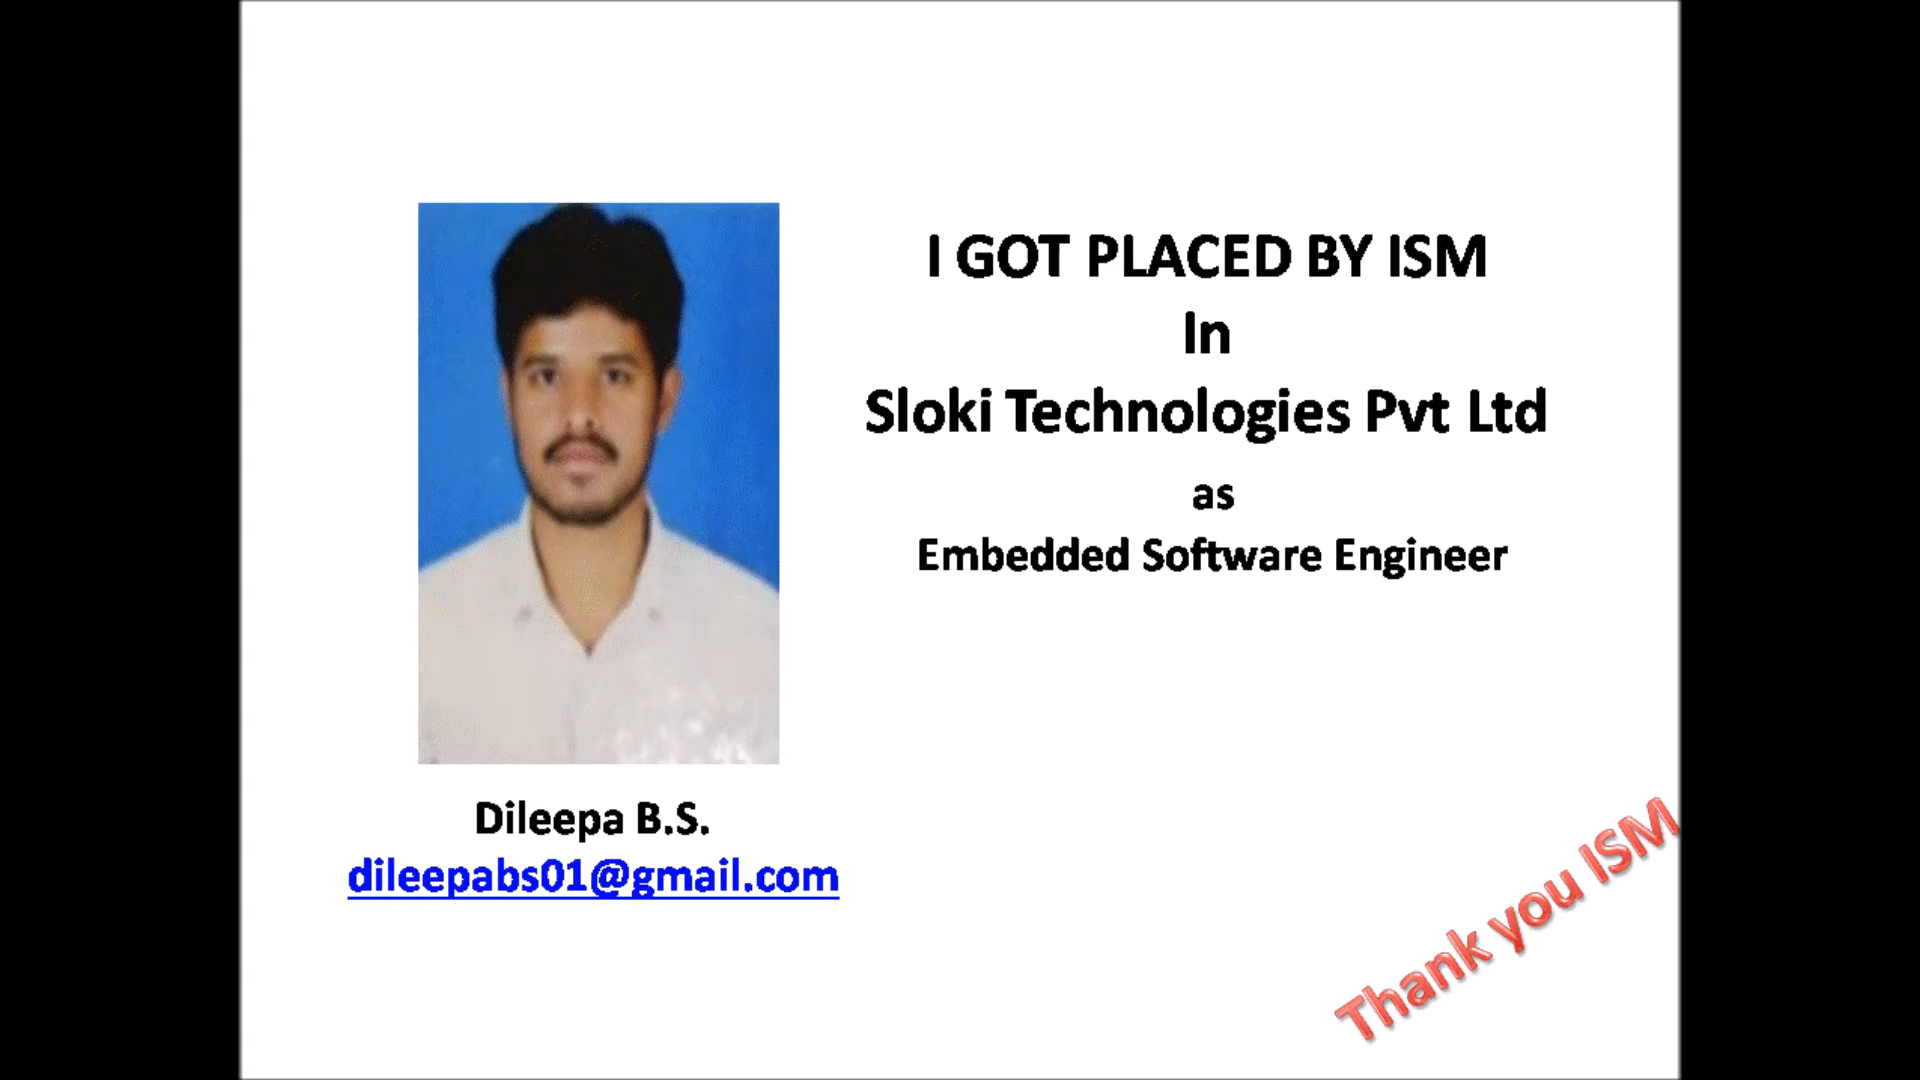 I GOT PLACED BY ISM
In
Sloki Technologies Pvt Ltd
as
Embedded Software Engineer
Dileepa B.S.
dileepabs01@gmail.com
Thank you ISM